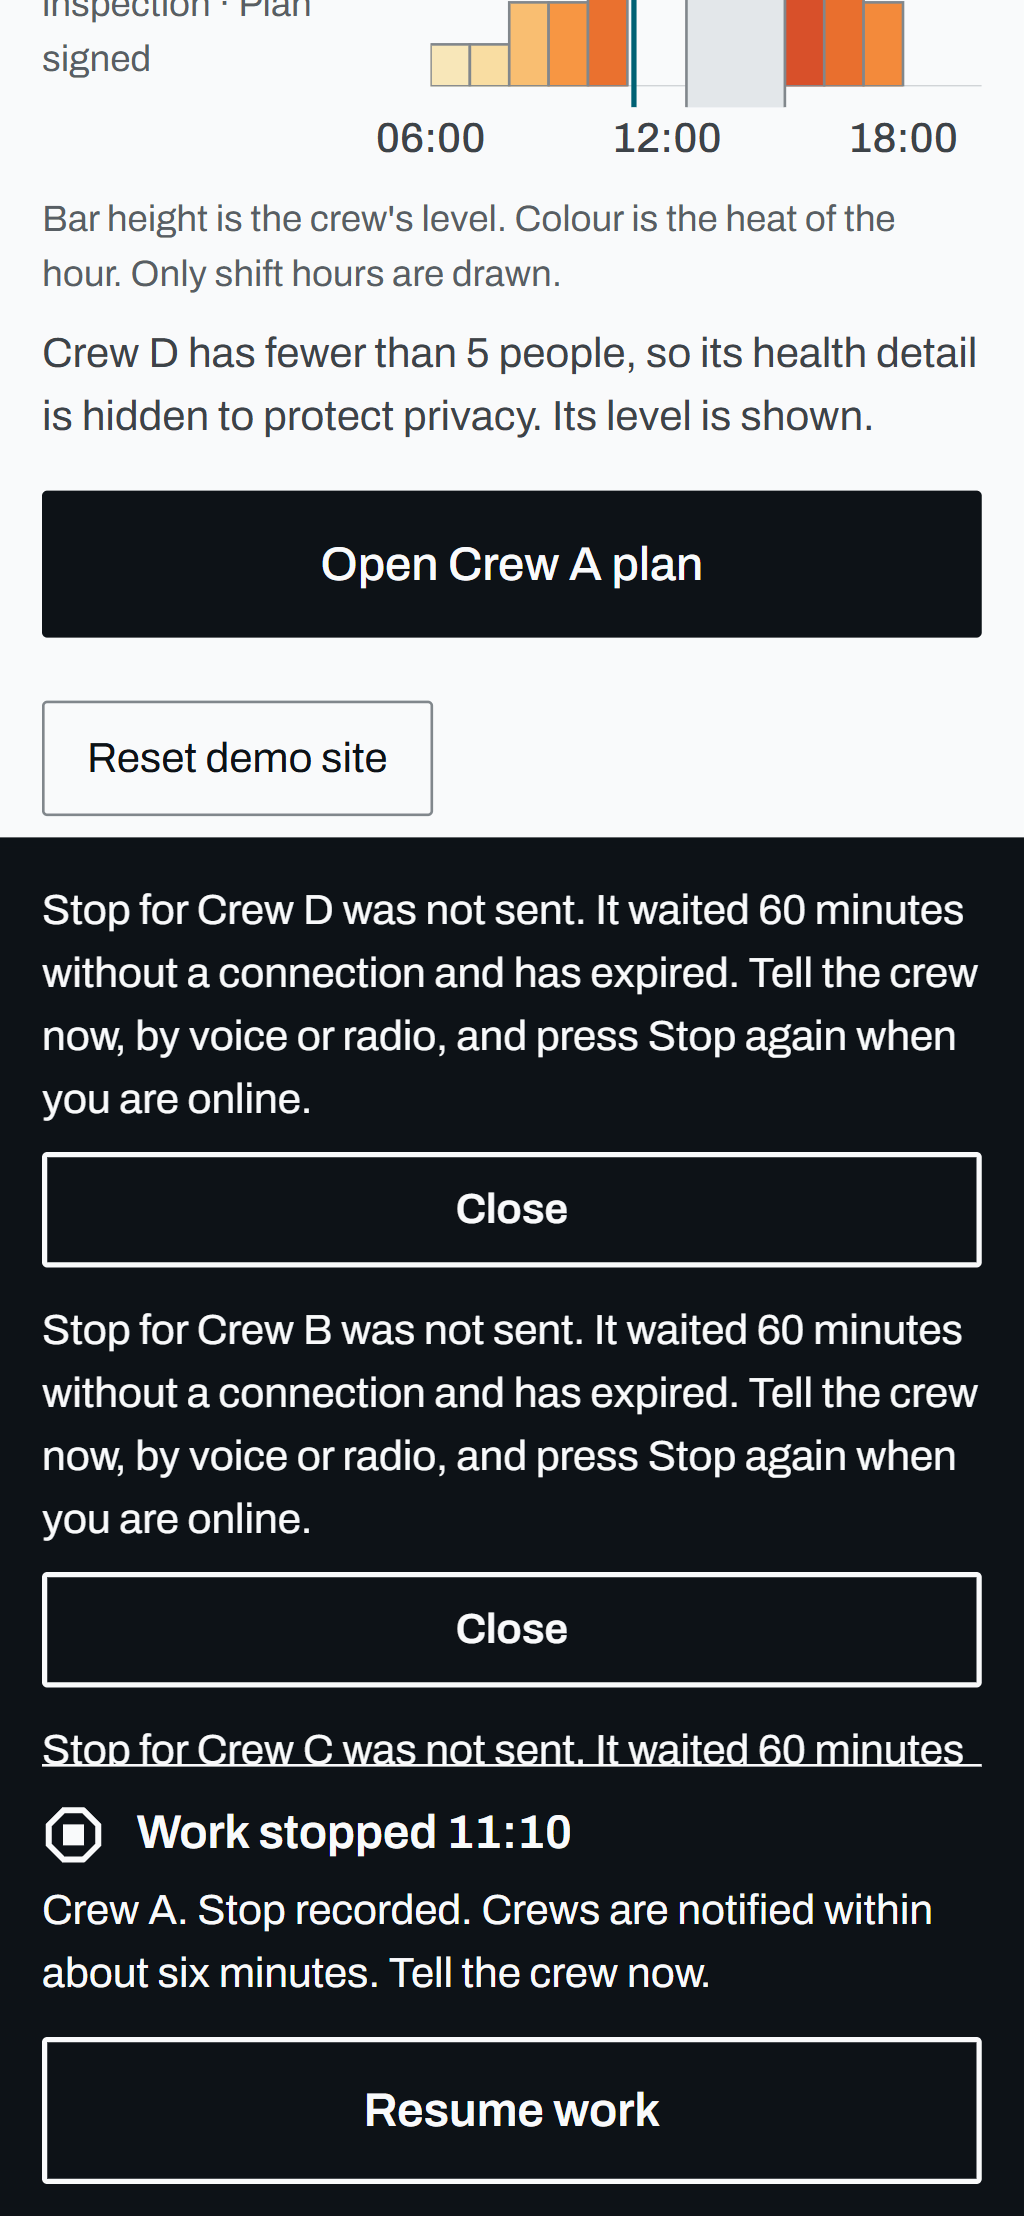 Inspection · Plan
signed
06:00 12:00 18:00
Bar height is the crew's level. Colour is the heat of the
hour. Only shift hours are drawn.
Crew D has fewer than 5 people, so its health detail
is hidden to protect privacy. Its level is shown.
Open Crew A plan
Reset demo site
Stop for Crew D was not sent. It waited 60 minutes
without a connection and has expired. Tell the crew
now, by voice or radio, and press Stop again when
you are online.
Close
Stop for Crew B was not sent. It waited 60 minutes
without a connection and has expired. Tell the crew
now, by voice or radio, and press Stop again when
you are online.
Close
Stop for Crew C was not sent. It waited 60 minutes
Work stopped 11:10
Crew A. Stop recorded. Crews are notified within
about six minutes. Tell the crew now.
Resume work